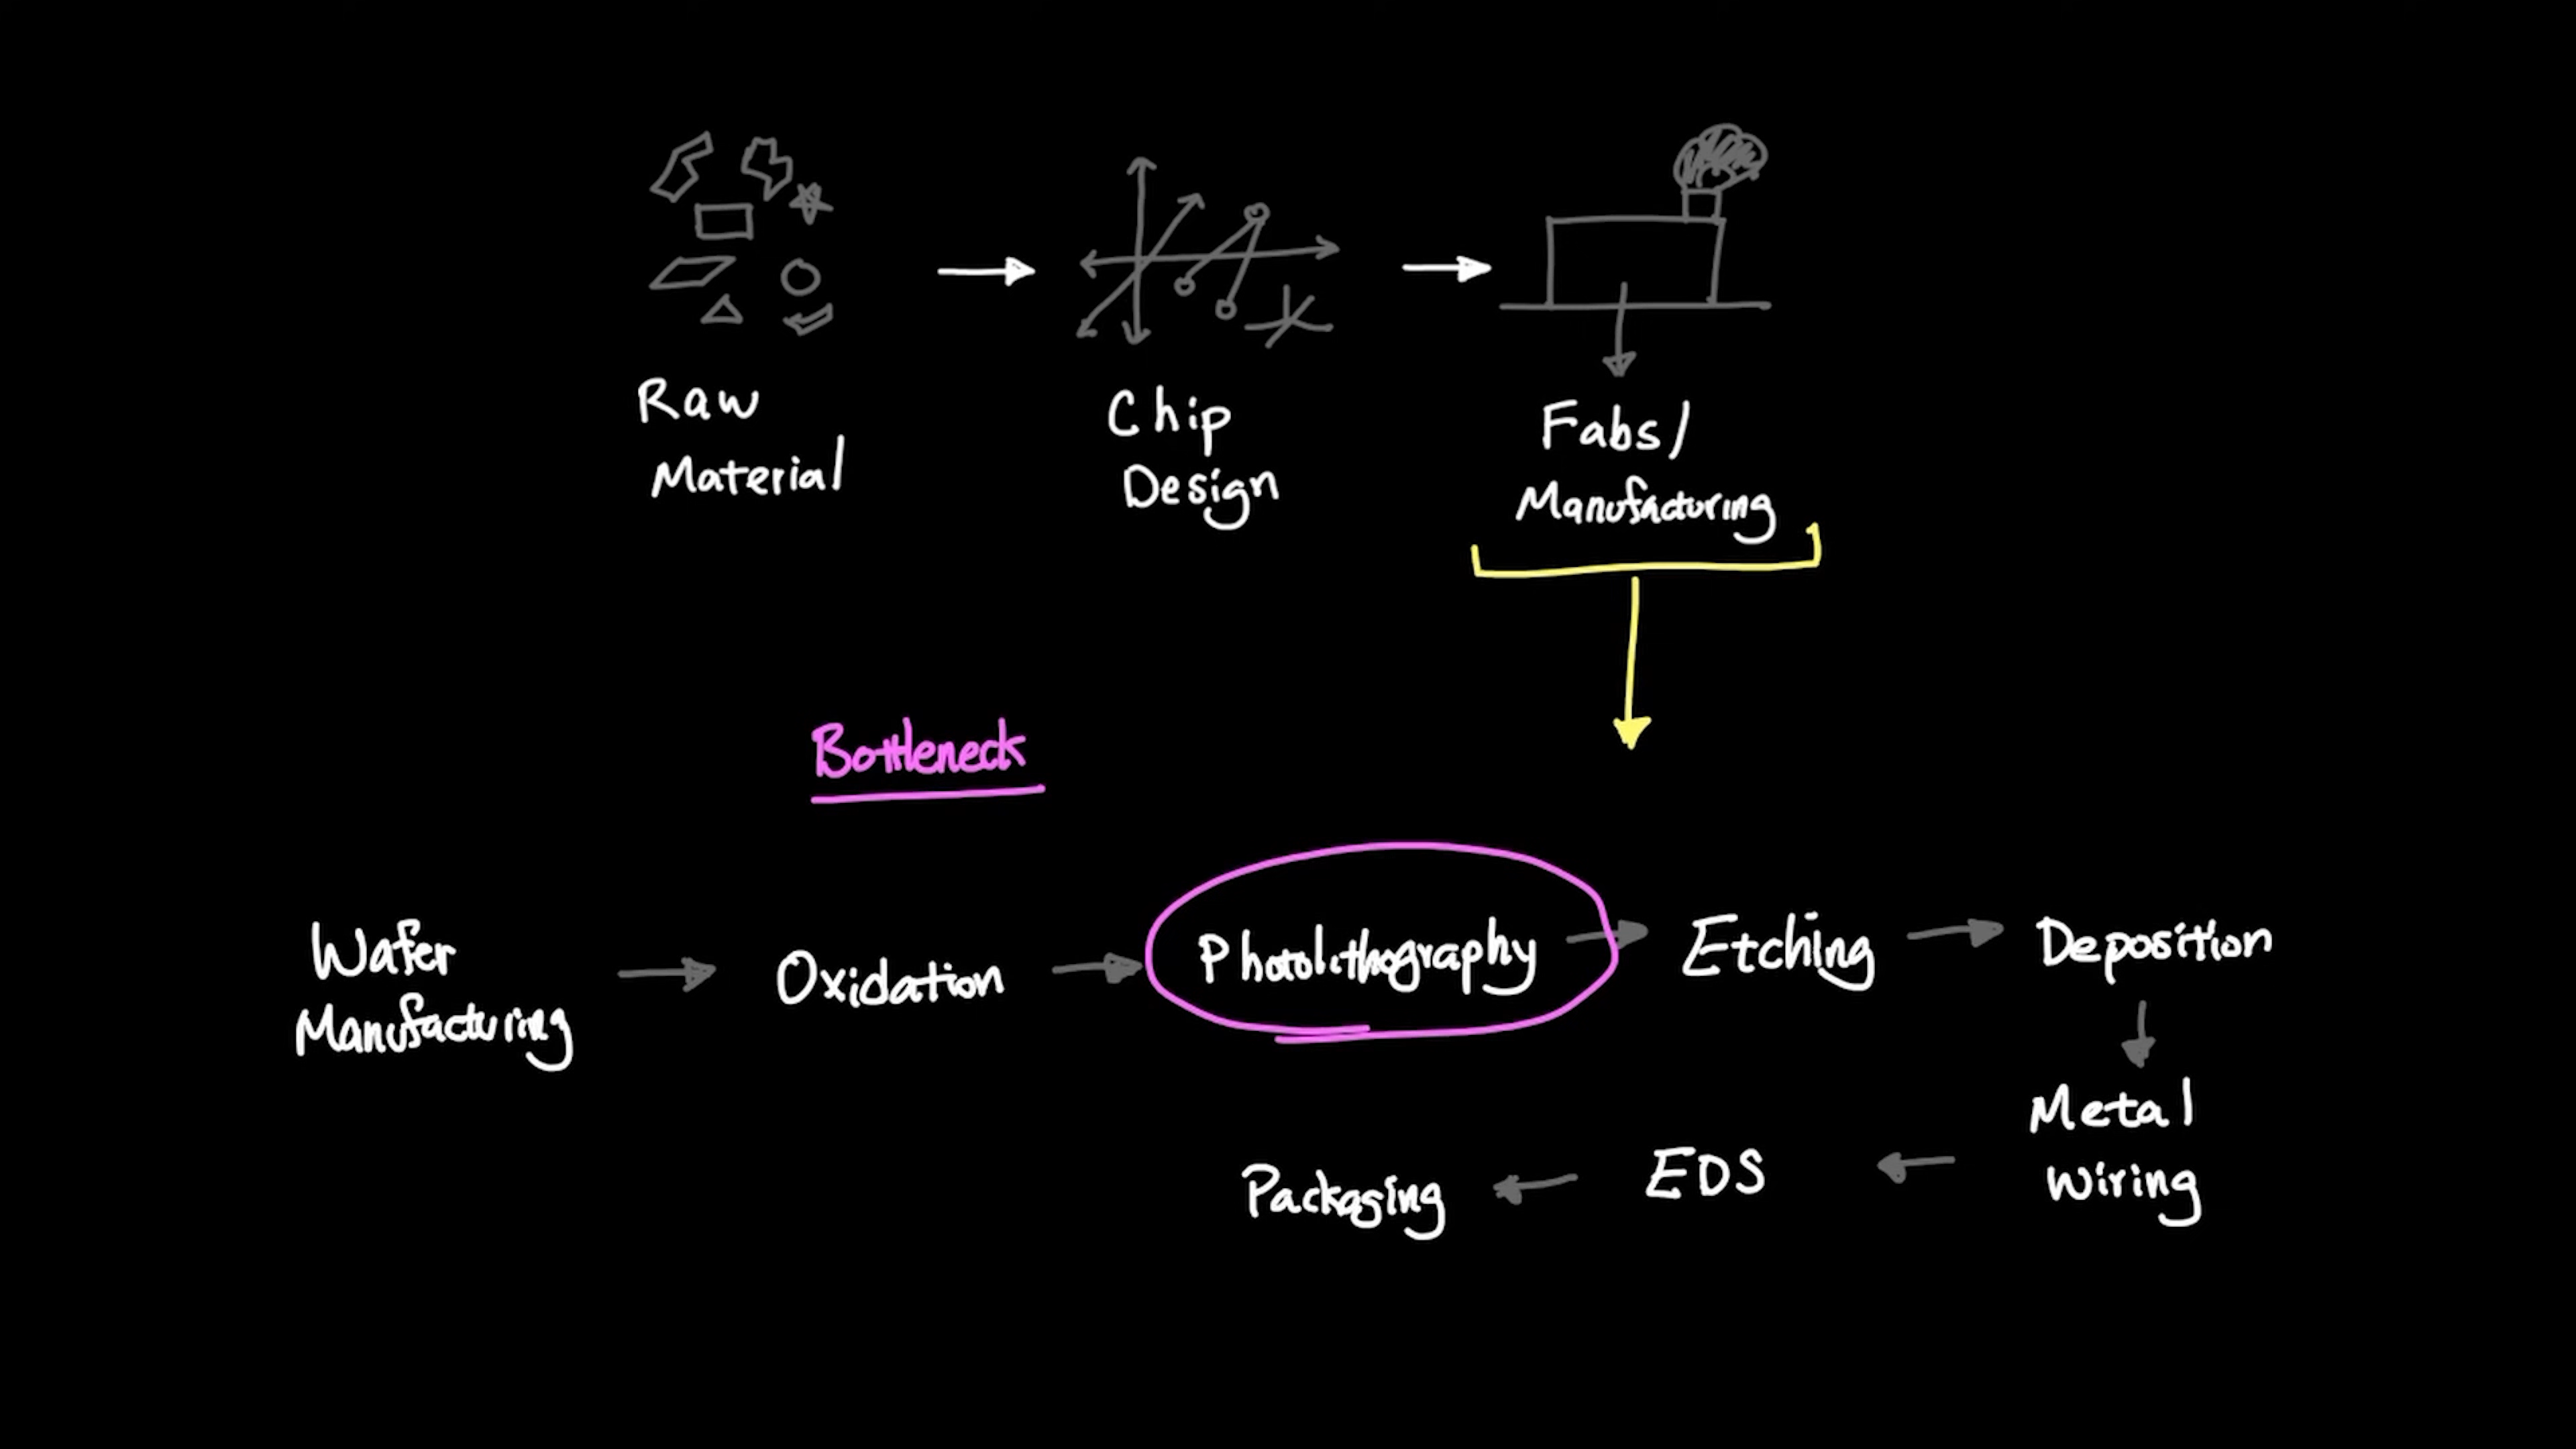 Raw
Material
Chip
Design
Fabs/
Manufacturing
Bottleneck
Wafer
Manufacturing
Oxidation
Photolithography
Etching
Deposition
Metal
Wiring
EDS
Packaging